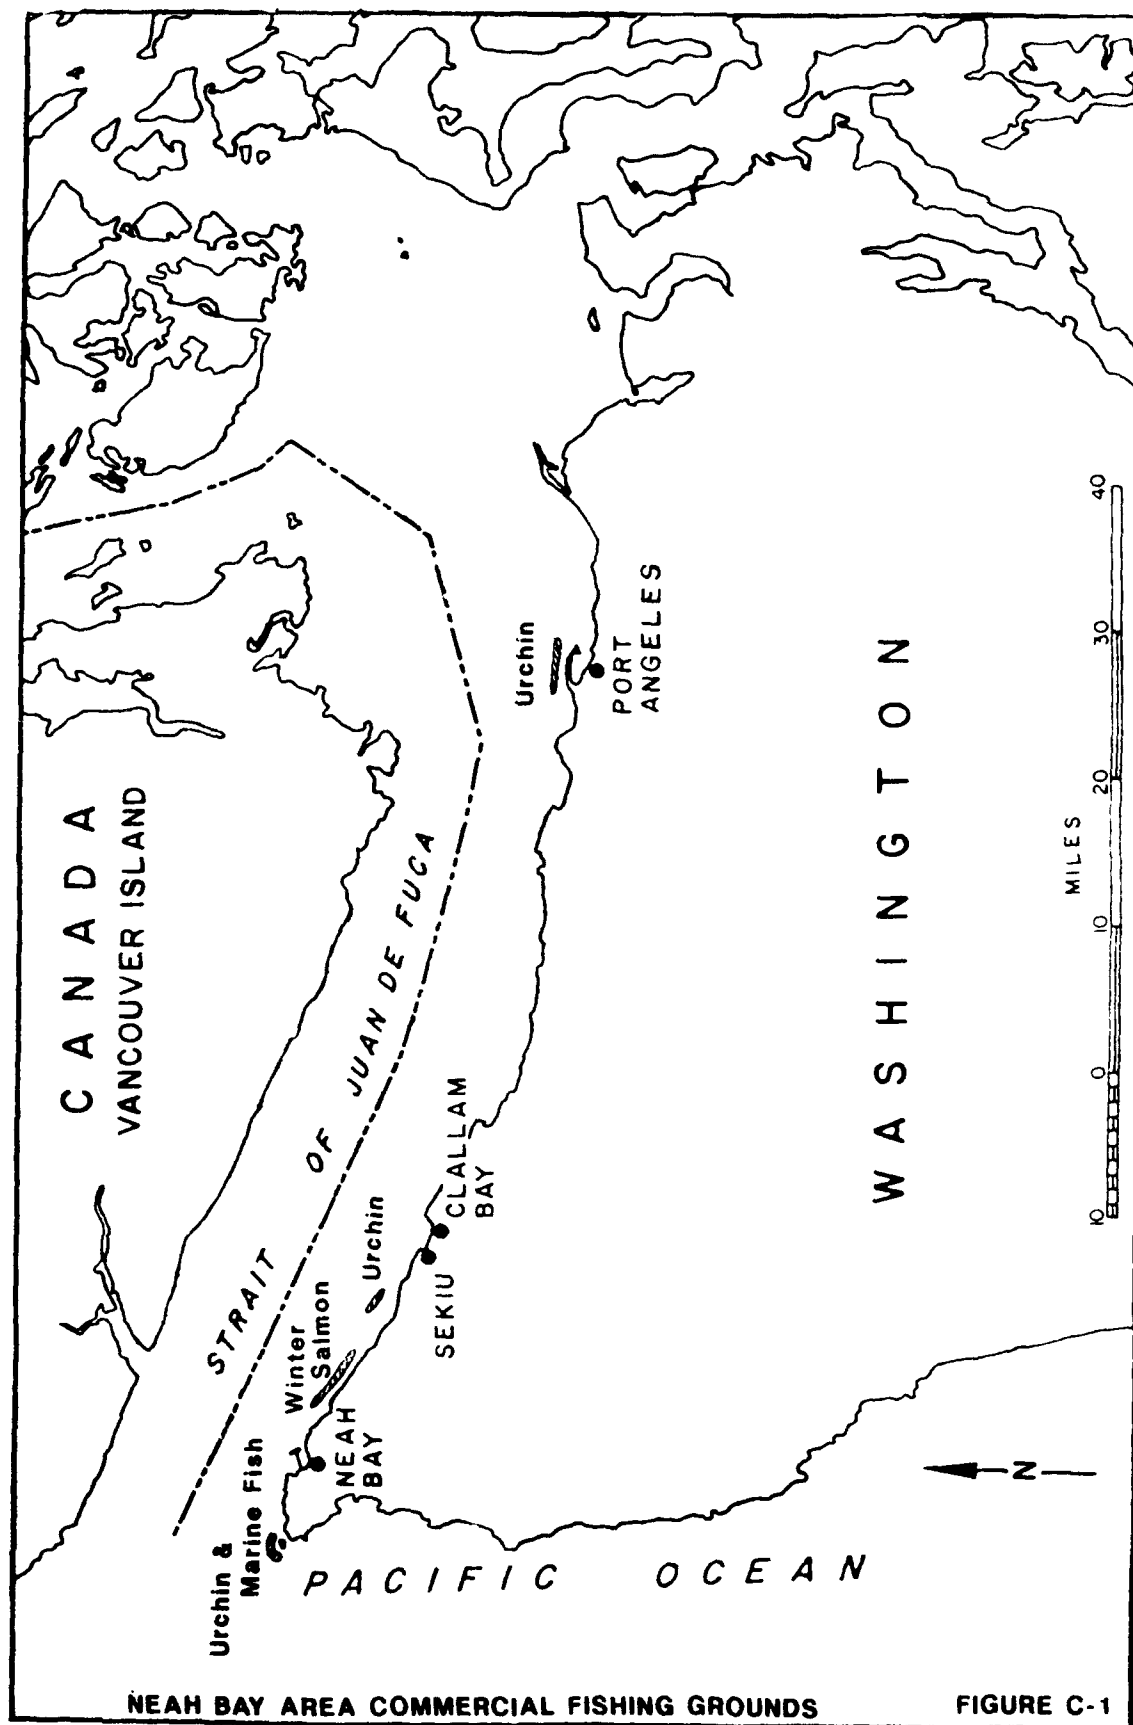 CANADA
VANCOUVER ISLAND
STRAIT OF JUAN DE FUCA
Urchin &
Marine Fish
Winter
Salmon
Urchin
Urchin
NEAH
BAY
SEKIU
CLALLAM
BAY
PORT
ANGELES
PACIFIC OCEAN
WASHINGTON
N
MILES
10 0 10 20 30 40
NEAH BAY AREA COMMERCIAL FISHING GROUNDS
FIGURE C-1